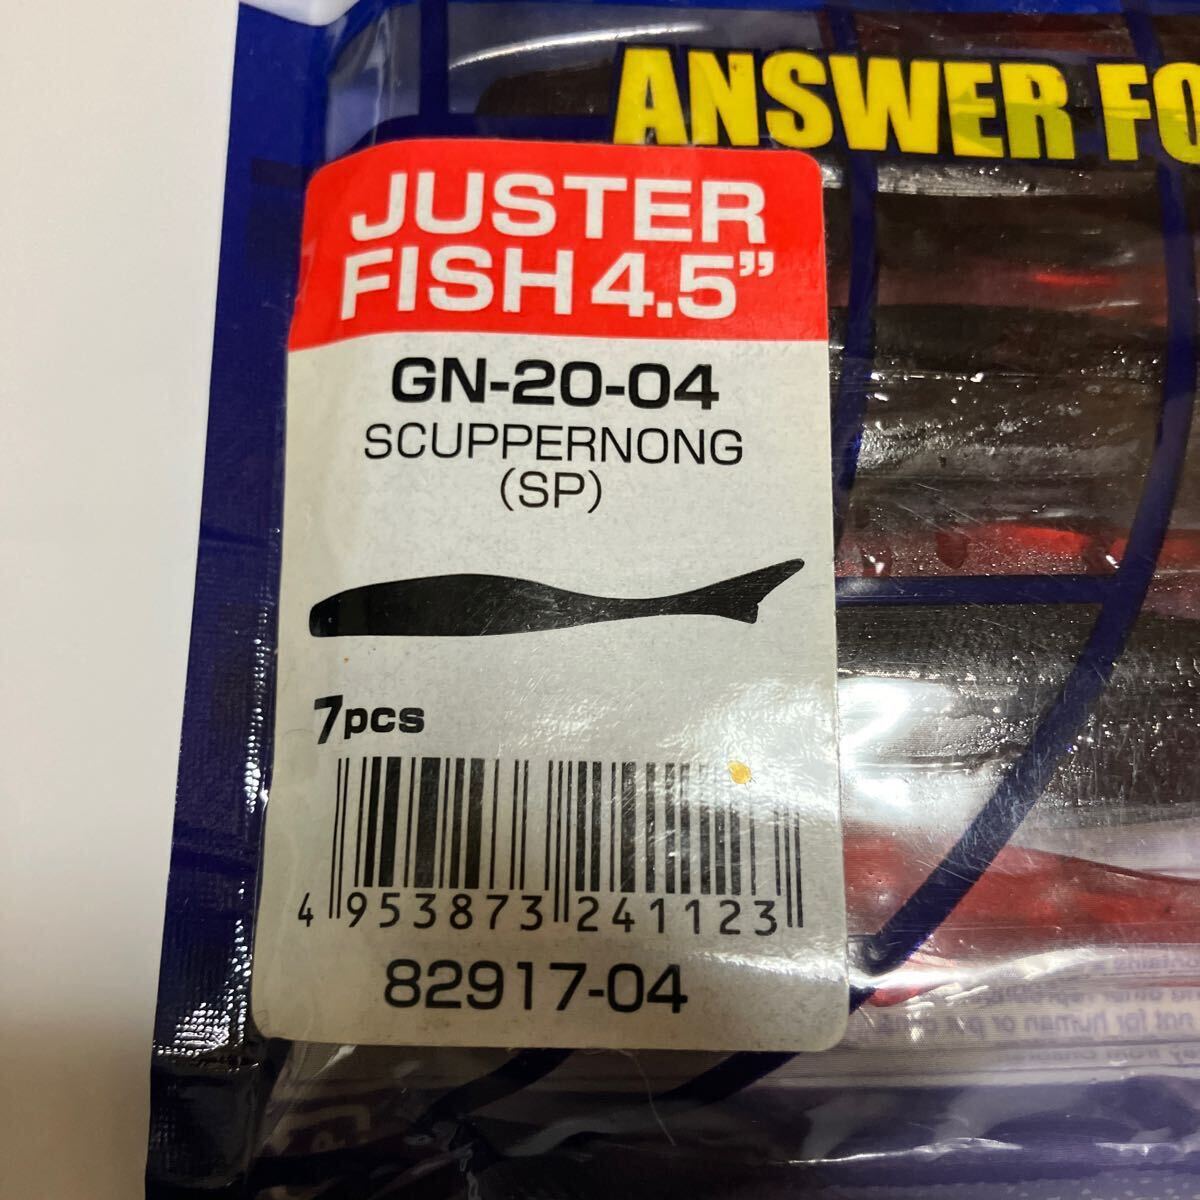 ANSWER FO
JUSTER
FISH 4.5”
GN-20-04
SCUPPERNONG
(SP)
7pcs
4 953873 241123
82917-04